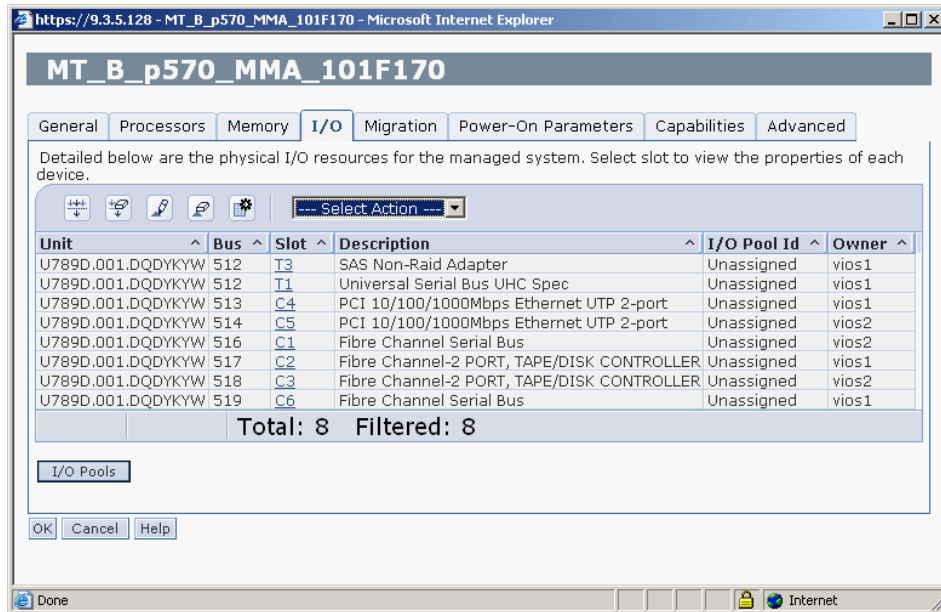 https://9.3.5.128 - MT_B_p570_MMA_101F170 - Microsoft Internet Explorer
MT_B_p570_MMA_101F170
General Processors Memory I/O Migration Power-On Parameters Capabilities Advanced
Detailed below are the physical I/O resources for the managed system. Select slot to view the properties of each
device.
--- Select Action ---
Unit ^ Bus ^ Slot ^ Description ^ I/O Pool Id ^ Owner ^
U789D.001.DQDYKYW 512 T3 SAS Non-Raid Adapter Unassigned vios1
U789D.001.DQDYKYW 512 T1 Universal Serial Bus UHC Spec Unassigned vios1
U789D.001.DQDYKYW 513 C4 PCI 10/100/1000Mbps Ethernet UTP 2-port Unassigned vios1
U789D.001.DQDYKYW 514 C5 PCI 10/100/1000Mbps Ethernet UTP 2-port Unassigned vios2
U789D.001.DQDYKYW 516 C1 Fibre Channel Serial Bus Unassigned vios2
U789D.001.DQDYKYW 517 C2 Fibre Channel-2 PORT, TAPE/DISK CONTROLLER Unassigned vios1
U789D.001.DQDYKYW 518 C3 Fibre Channel-2 PORT, TAPE/DISK CONTROLLER Unassigned vios2
U789D.001.DQDYKYW 519 C6 Fibre Channel Serial Bus Unassigned vios1
Total: 8 Filtered: 8
I/O Pools
OK Cancel Help
Done Internet